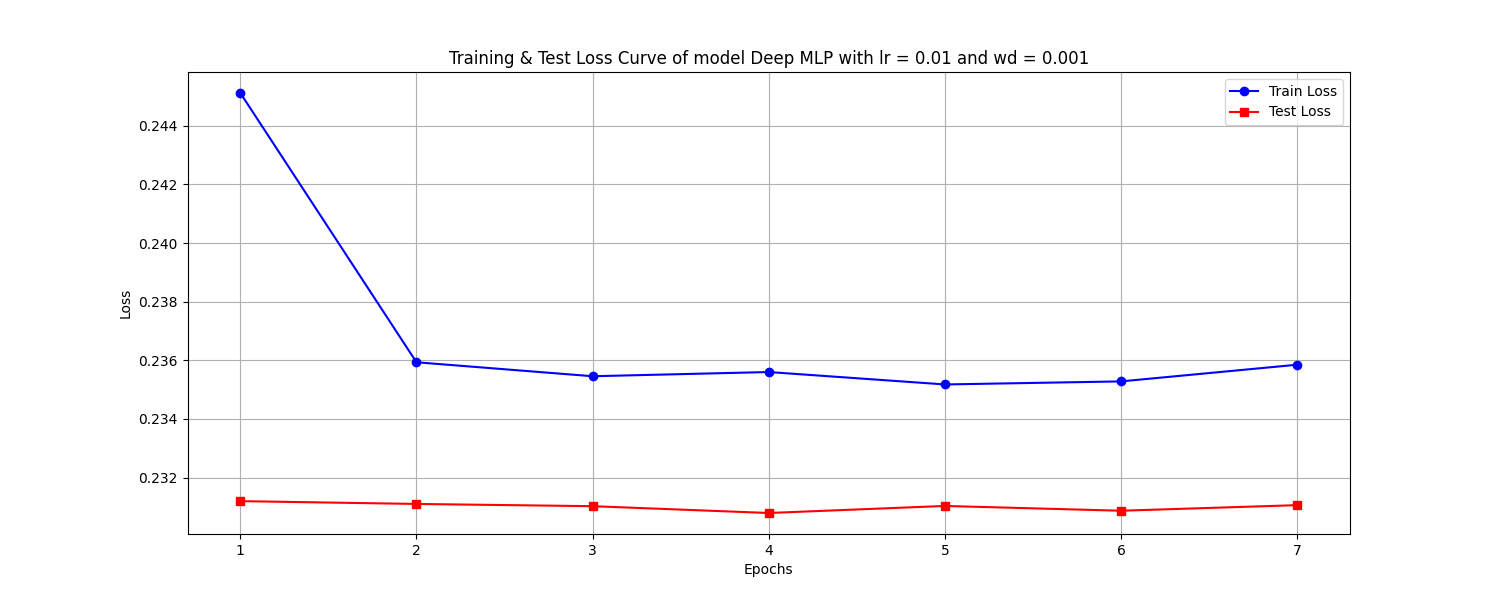 Training & Test Loss Curve of model Deep MLP with lr = 0.01 and wd = 0.001
Train Loss
Test Loss
0.244
0.242
0.240
0.238
0.236
0.234
0.232
Loss
1 2 3 4 5 6 7
Epochs